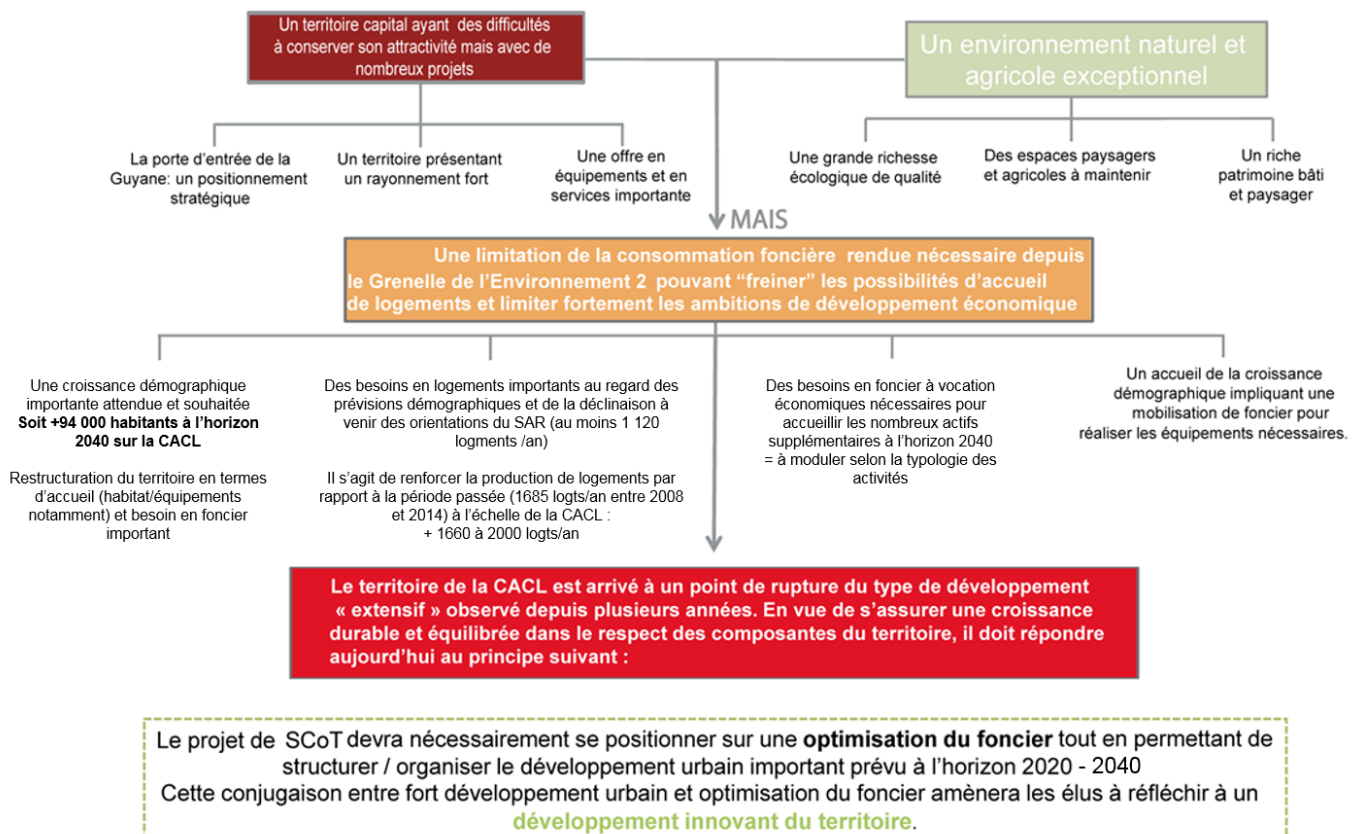 Un territoire capital ayant des difficultés
à conserver son attractivité mais avec de
nombreux projets
Un environnement naturel et
agricole exceptionnel
La porte d'entrée de la
Guyane: un positionnement
stratégique
Un territoire présentant
un rayonnement fort
Une offre en
équipements et en
services importante
Une grande richesse
écologique de qualité
Des espaces paysagers
et agricoles à maintenir
Un riche
patrimoine bâti
et paysager
MAIS
Une limitation de la consommation foncière rendue nécessaire depuis
le Grenelle de l'Environnement 2 pouvant "freiner" les possibilités d'accueil
de logements et limiter fortement les ambitions de développement économique
Une croissance démographique
importante attendue et souhaitée
Soit +94 000 habitants à l'horizon
2040 sur la CACL
Restructuration du territoire en termes
d'accueil (habitat/équipements
notamment) et besoin en foncier
important
Des besoins en logements importants au regard des
prévisions démographiques et de la déclinaison à
venir des orientations du SAR (au moins 1 120
logments /an)
Il s'agit de renforcer la production de logements par
rapport à la période passée (1685 logts/an entre 2008
et 2014) à l'échelle de la CACL :
+ 1660 à 2000 logts/an
Des besoins en foncier à vocation
économiques nécessaires pour
accueillir les nombreux actifs
supplémentaires à l'horizon 2040
= à moduler selon la typologie des
activités
Un accueil de la croissance
démographique impliquant une
mobilisation de foncier pour
réaliser les équipements nécessaires.
Le territoire de la CACL est arrivé à un point de rupture du type de développement
« extensif » observé depuis plusieurs années. En vue de s'assurer une croissance
durable et équilibrée dans le respect des composantes du territoire, il doit répondre
aujourd'hui au principe suivant :
Le projet de SCoT devra nécessairement se positionner sur une optimisation du foncier tout en permettant de
structurer / organiser le développement urbain important prévu à l'horizon 2020 - 2040
Cette conjugaison entre fort développement urbain et optimisation du foncier amènera les élus à réfléchir à un
développement innovant du territoire.